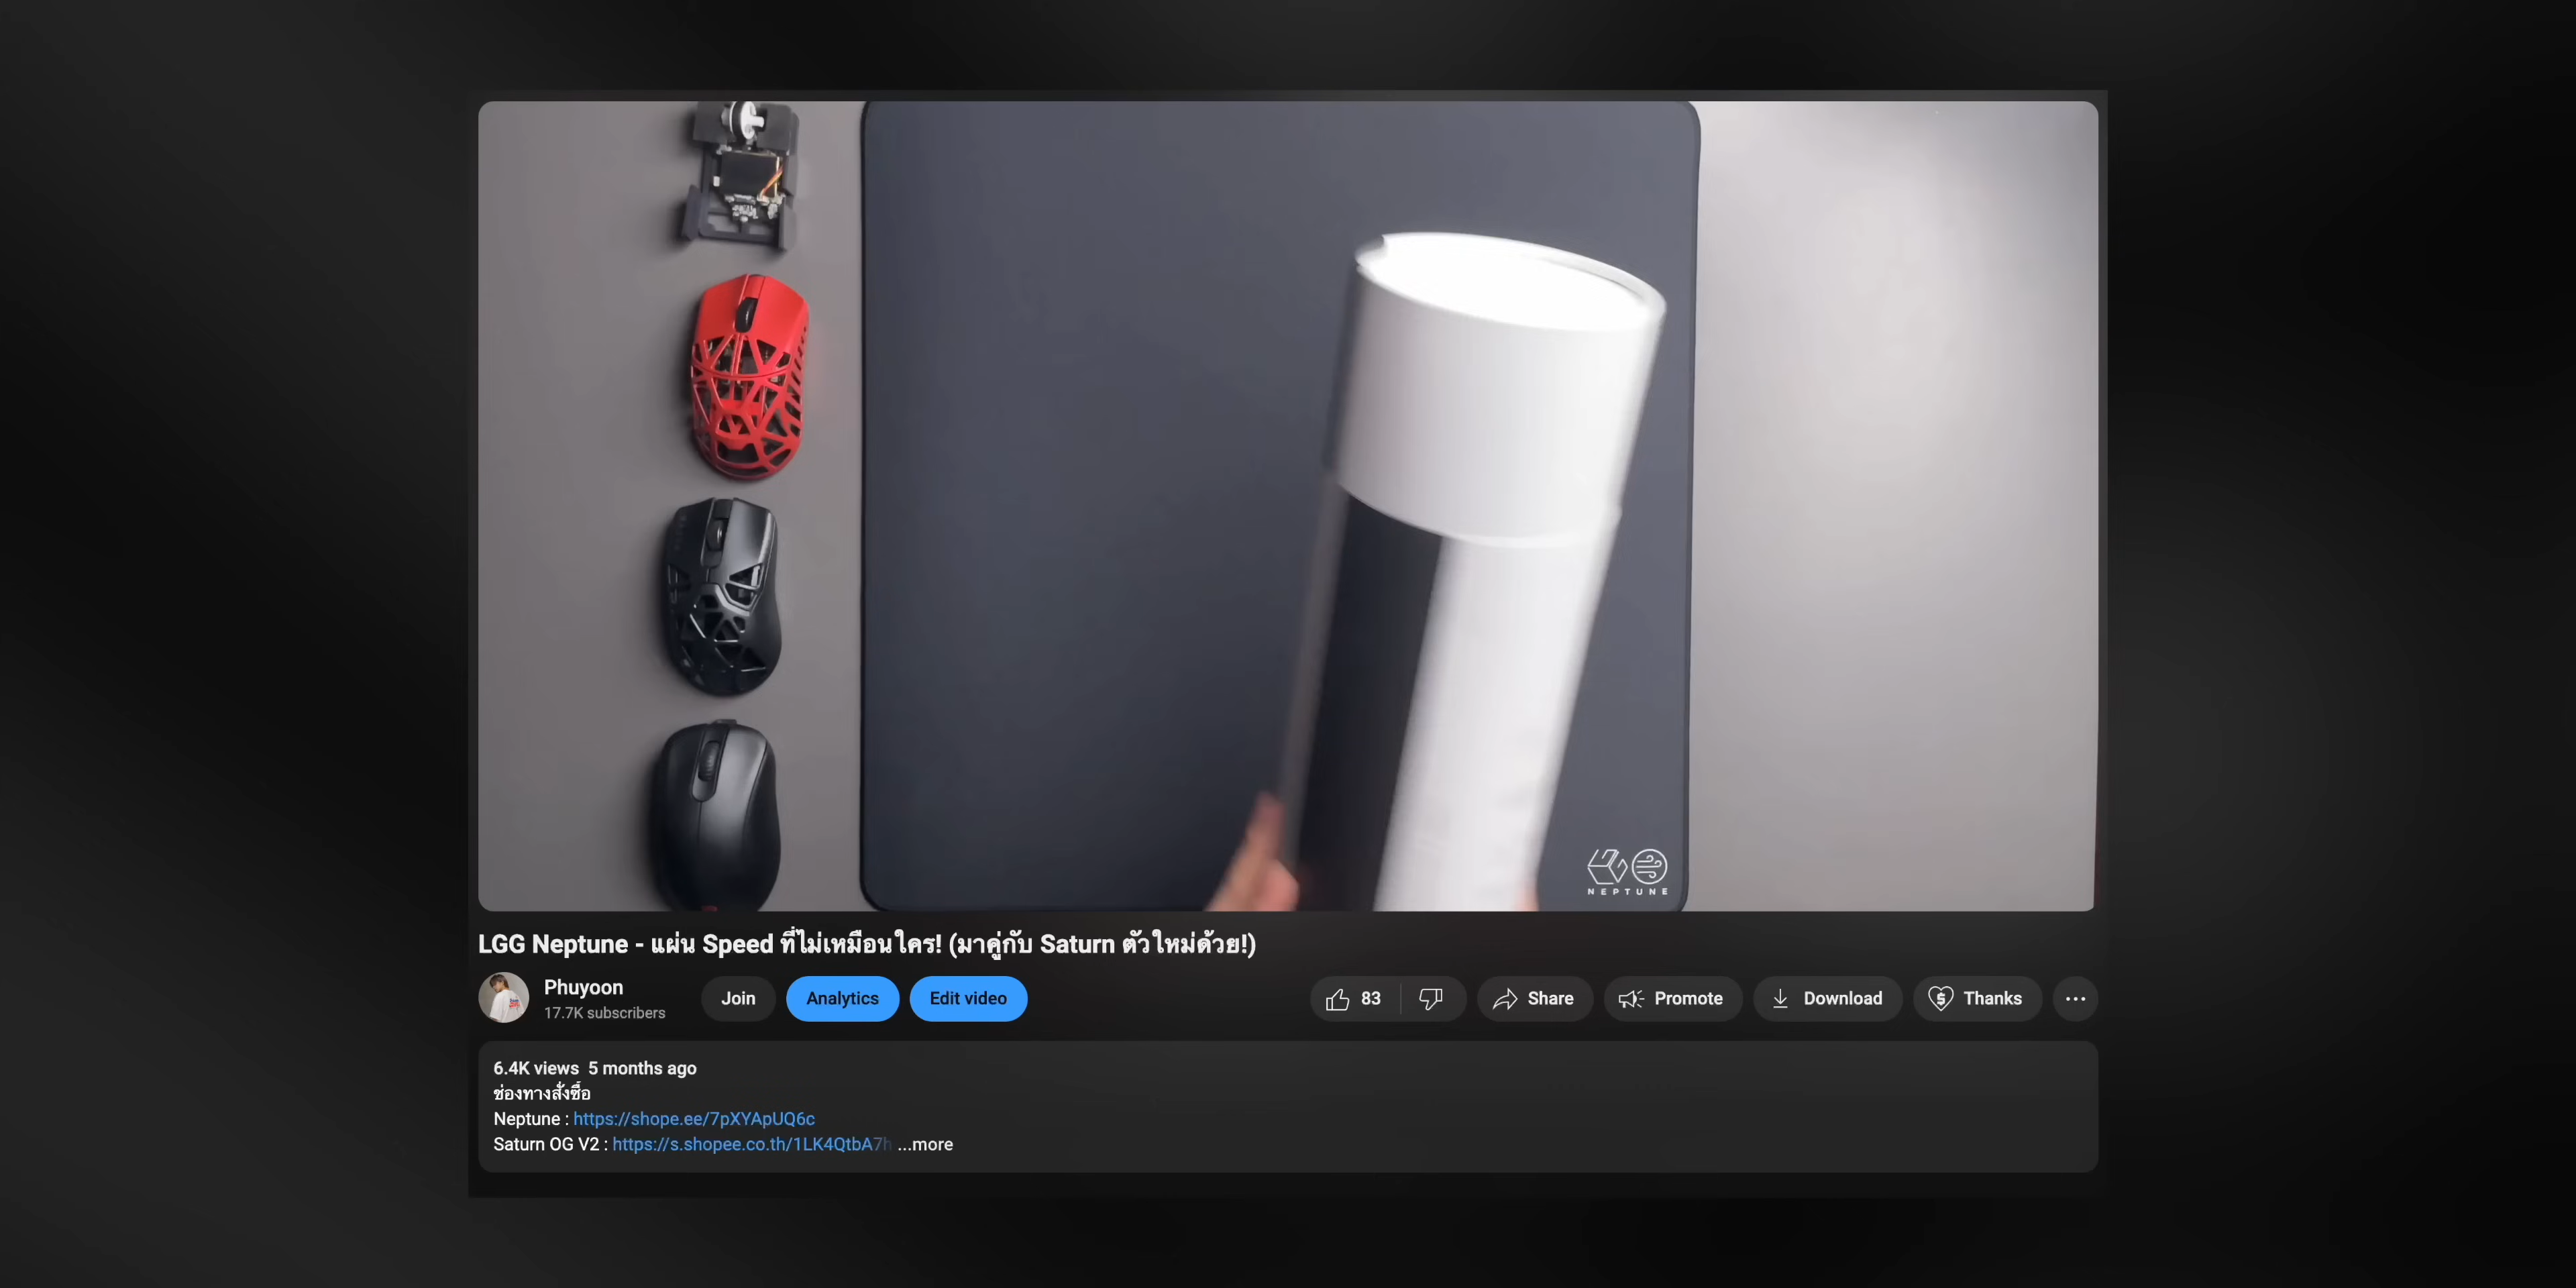 NEPTUNE
LGG Neptune - แผ่น Speed ที่ไม่เหมือนใคร! (มาคู่กับ Saturn ตัวใหม่ด้วย!)
Phuyoon
17.7K subscribers
Join
Analytics
Edit video
83
Share
Promote
Download
Thanks
6.4K views 5 months ago
ช่องทางสั่งซื้อ
Neptune : https://shope.ee/7pXYApUQ6c
Saturn OG V2 : https://s.shopee.co.th/1LK4QtbA7h ...more